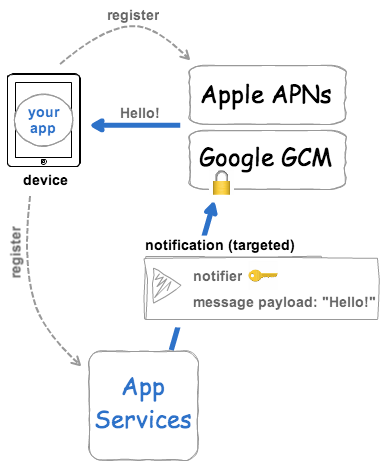 register
Apple APNs
Hello!
your
app
Google GCM
device
register
notification (targeted)
notifier
message payload: "Hello!"
App
Services